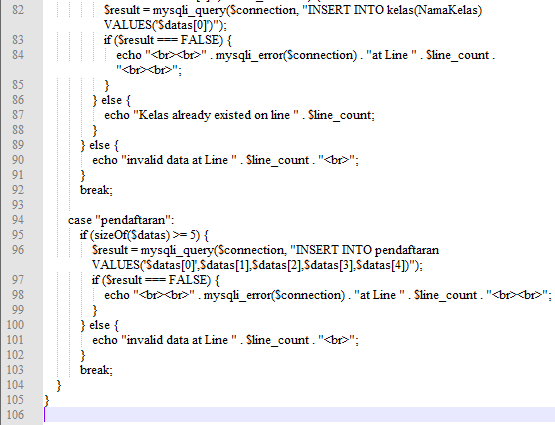 82 $result = mysqli_query($connection, "INSERT INTO kelas(NamaKelas)
VALUES('$datas[0]')");
83 if ($result === FALSE) {
84 echo "<br><br>" . mysqli_error($connection) . "at Line " . $line_count .
"<br><br>";
85 }
86 } else {
87 echo "Kelas already existed on line " . $line_count;
88 }
89 } else {
90 echo "invalid data at Line " . $line_count . "<br>";
91 }
92 break;
93
94 case "pendaftaran":
95 if (sizeOf($datas) >= 5) {
96 $result = mysqli_query($connection, "INSERT INTO pendaftaran
VALUES('$datas[0]',$datas[1],$datas[2],$datas[3],$datas[4])");
97 if ($result === FALSE) {
98 echo "<br><br>" . mysqli_error($connection) . "at Line " . $line_count . "<br><br>";
99 }
100 } else {
101 echo "invalid data at Line " . $line_count . "<br>";
102 }
103 break;
104 }
105 }
106